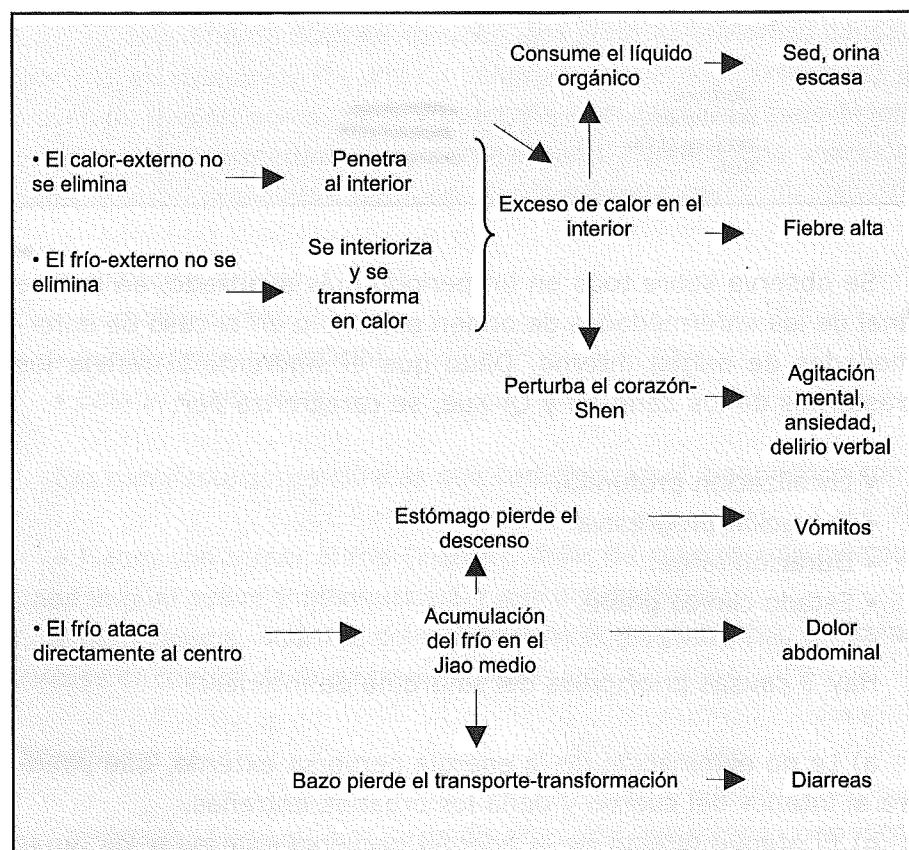 Consume el líquido
orgánico
Sed, orina
escasa
• El calor-externo no
se elimina
Penetra
al interior
Exceso de calor en el
interior
Fiebre alta
• El frío-externo no se
elimina
Se interioriza
y se
transforma
en calor
Perturba el corazón-
Shen
Agitación
mental,
ansiedad,
delirio verbal
Estómago pierde el
descenso
Vómitos
• El frío ataca
directamente al centro
Acumulación
del frío en el
Jiao medio
Dolor
abdominal
Bazo pierde el transporte-transformación
Diarreas